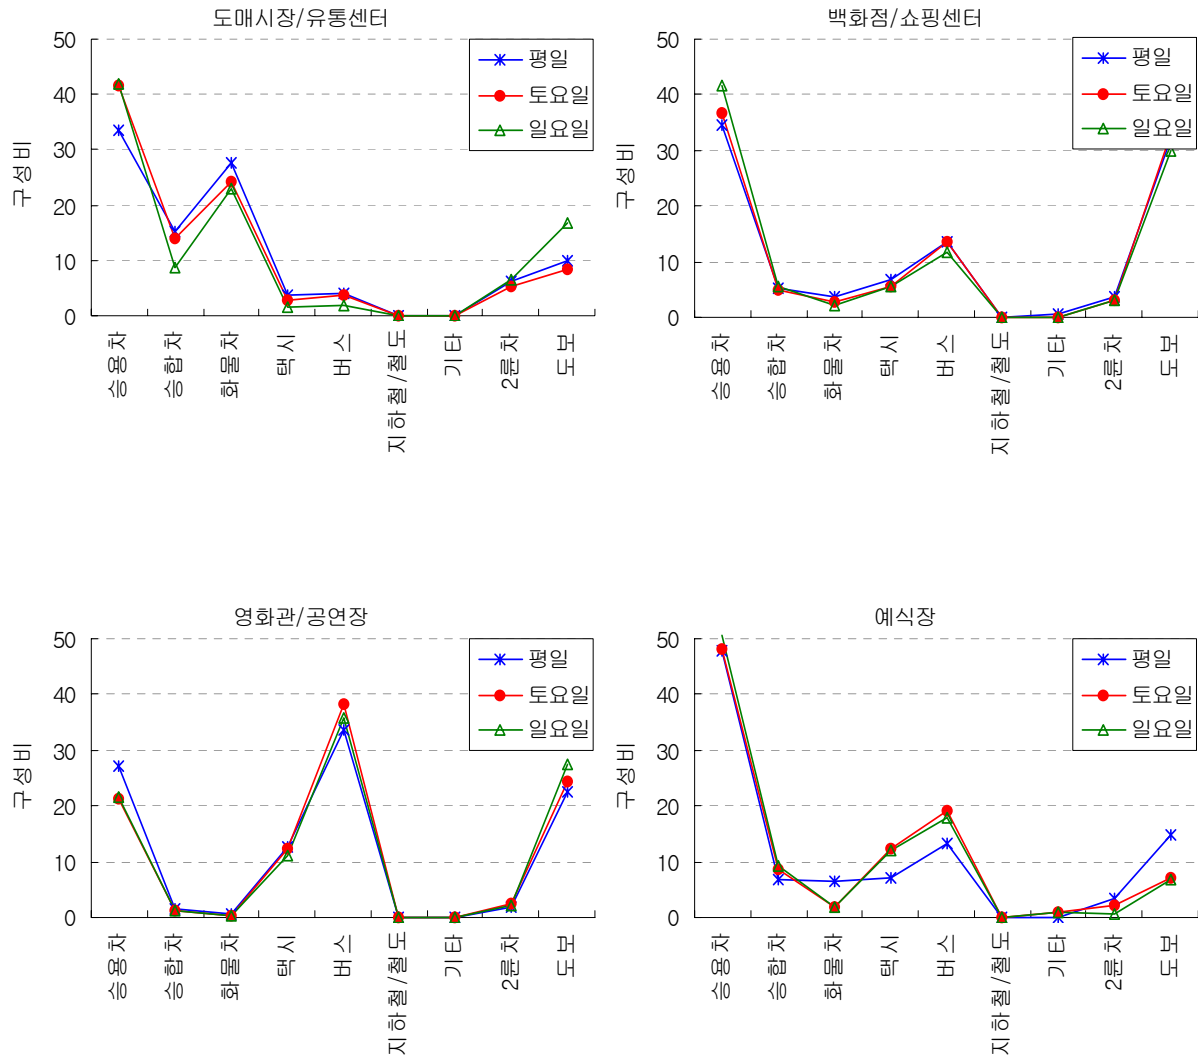 도매시장/유통센터
50
40
30
20
10
0
구성비
평일
토요일
일요일
승용차
승합차
화물차
택시
버스
지하철/철도
기타
2륜차
도보
백화점/쇼핑센터
50
40
30
20
10
0
구성비
평일
토요일
일요일
승용차
승합차
화물차
택시
버스
지하철/철도
기타
2륜차
도보
영화관/공연장
50
40
30
20
10
0
구성비
평일
토요일
일요일
승용차
승합차
화물차
택시
버스
지하철/철도
기타
2륜차
도보
예식장
50
40
30
20
10
0
구성비
평일
토요일
일요일
승용차
승합차
화물차
택시
버스
지하철/철도
기타
2륜차
도보